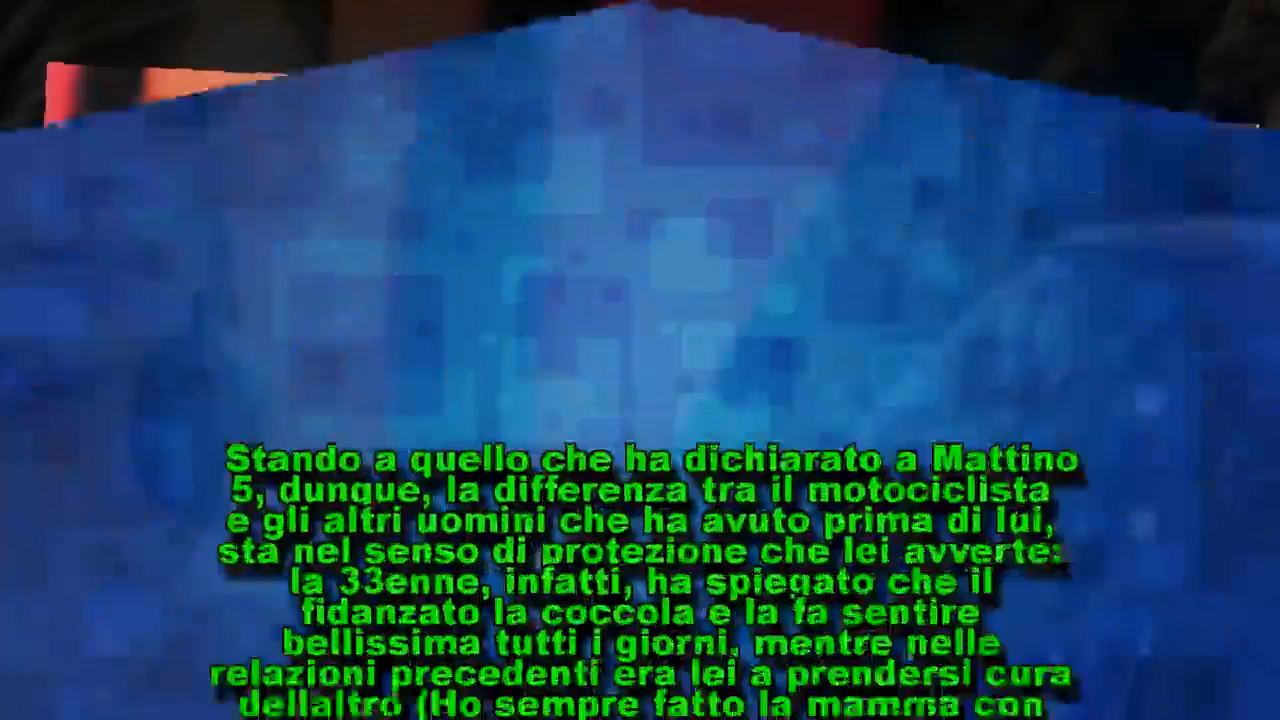 Stando a quello che ha dichiarato a Mattino
5, dunque, la differenza tra il motociclista
e gli altri uomini che ha avuto prima di lui,
sta nel senso di protezione che lei avverte:
la 33enne, infatti, ha spiegato che il
fidanzato la coccola e la fa sentire
bellissima tutti i giorni, mentre nelle
relazioni precedenti era lei a prendersi cura
dellaltro (Ho sempre fatto la mamma con